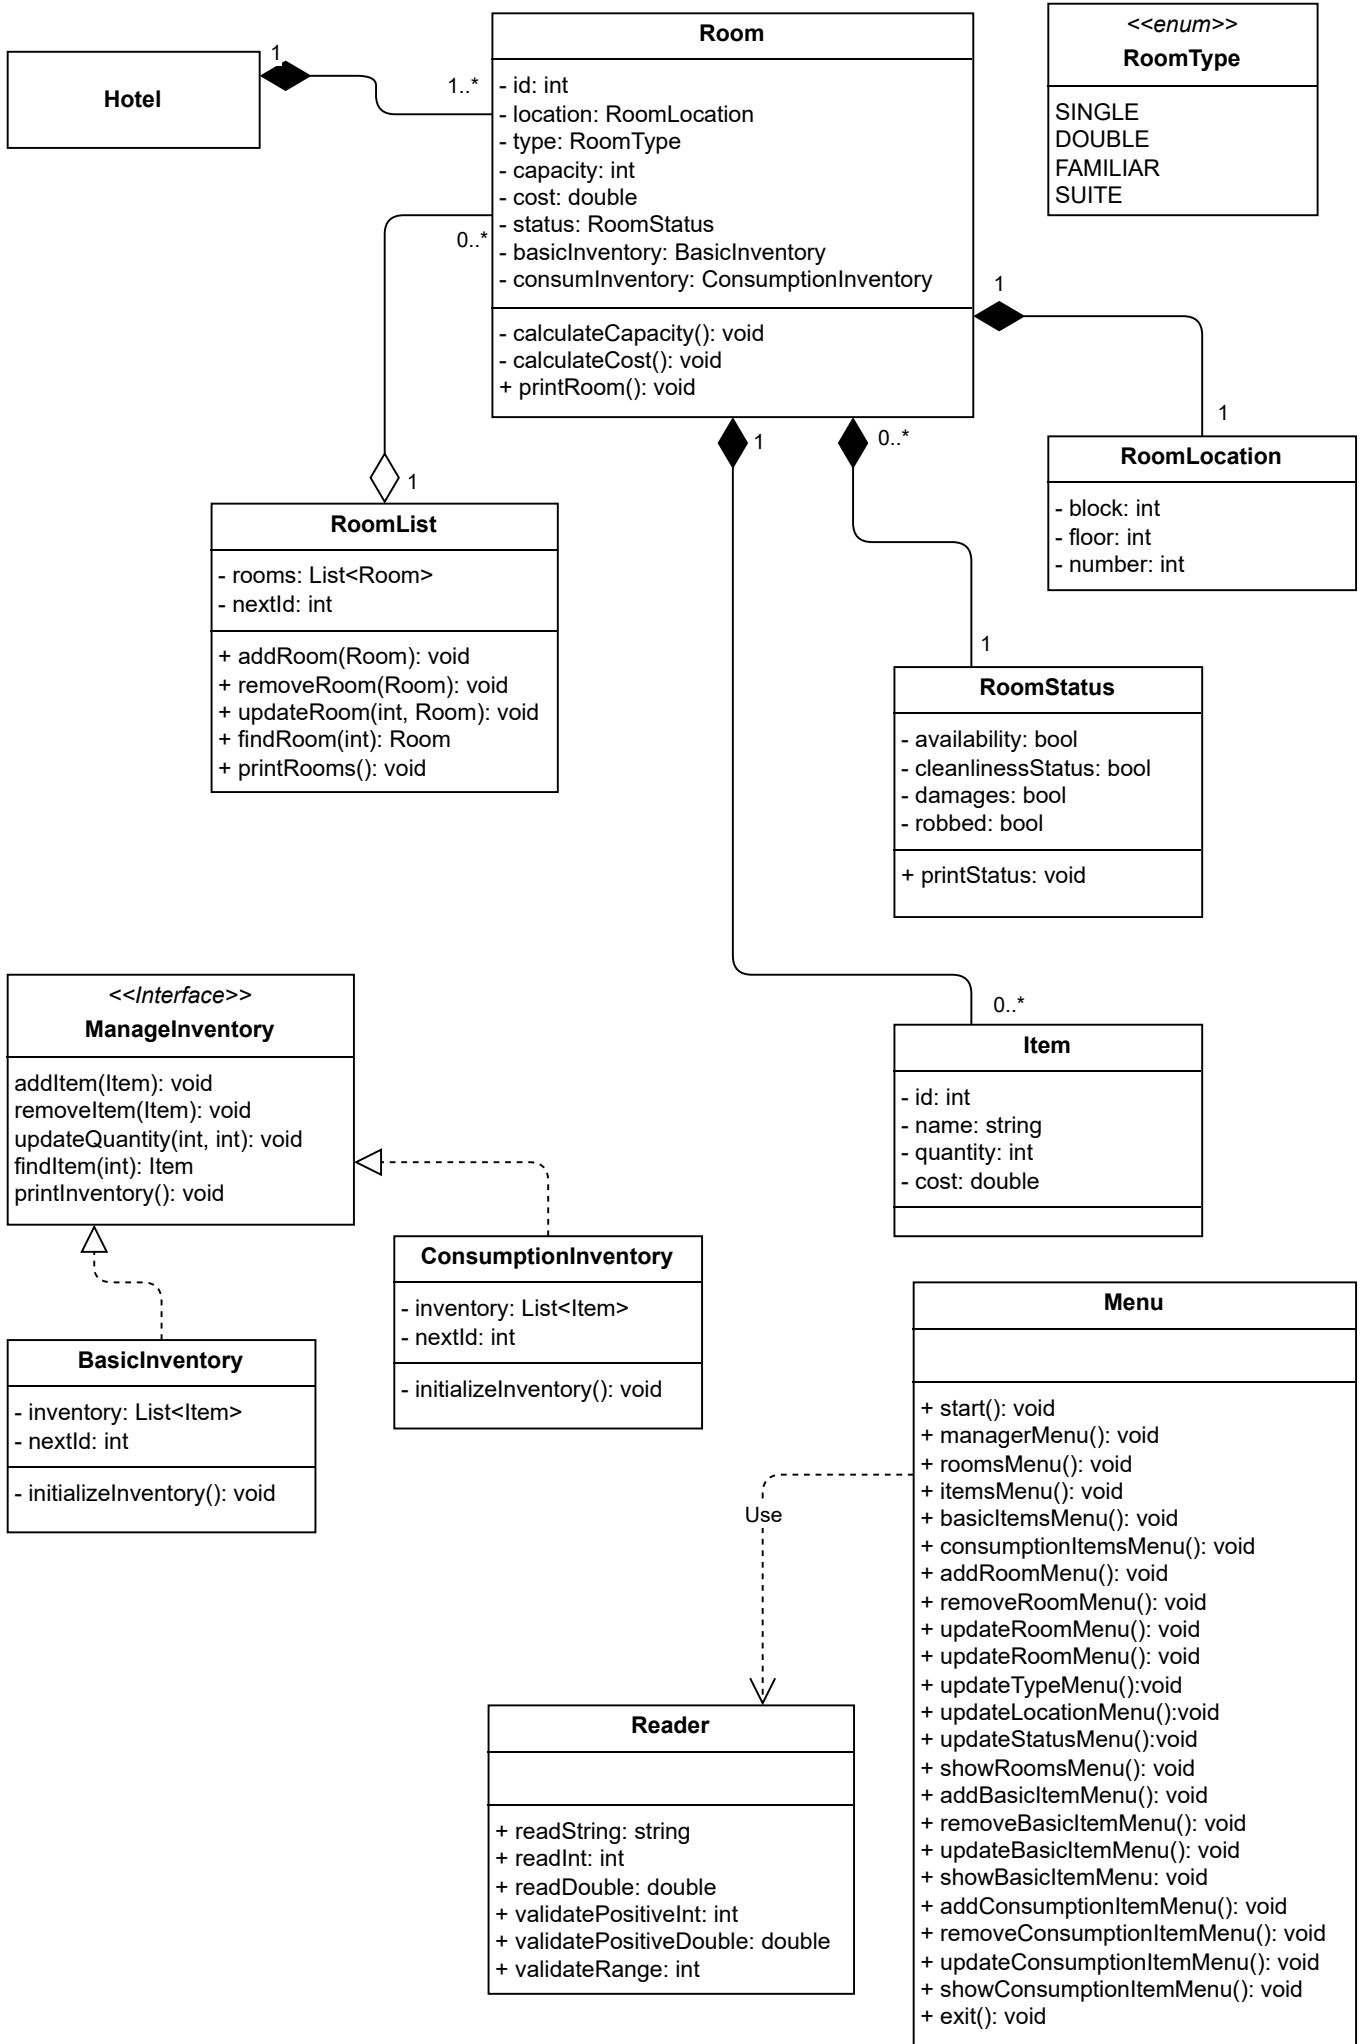 Hotel
1
1..*
Room
- id: int
- location: RoomLocation
- type: RoomType
- capacity: int
- cost: double
- status: RoomStatus
- basicInventory: BasicInventory
- consumInventory: ConsumptionInventory
- calculateCapacity(): void
- calculateCost(): void
+ printRoom(): void
<<enum>>
RoomType
SINGLE
DOUBLE
FAMILIAR
SUITE
0..*
1
1
1
1
0..*
RoomLocation
- block: int
- floor: int
- number: int
RoomList
- rooms: List<Room>
- nextId: int
+ addRoom(Room): void
+ removeRoom(Room): void
+ updateRoom(int, Room): void
+ findRoom(int): Room
+ printRooms(): void
1
RoomStatus
- availability: bool
- cleanlinessStatus: bool
- damages: bool
- robbed: bool
+ printStatus: void
0..*
Item
- id: int
- name: string
- quantity: int
- cost: double
<<Interface>>
ManageInventory
addItem(Item): void
removeItem(Item): void
updateQuantity(int, int): void
findItem(int): Item
printInventory(): void
ConsumptionInventory
- inventory: List<Item>
- nextId: int
- initializeInventory(): void
BasicInventory
- inventory: List<Item>
- nextId: int
- initializeInventory(): void
Menu
+ start(): void
+ managerMenu(): void
+ roomsMenu(): void
+ itemsMenu(): void
+ basicItemsMenu(): void
+ consumptionItemsMenu(): void
+ addRoomMenu(): void
+ removeRoomMenu(): void
+ updateRoomMenu(): void
+ updateRoomMenu(): void
+ updateTypeMenu():void
+ updateLocationMenu():void
+ updateStatusMenu():void
+ showRoomsMenu(): void
+ addBasicItemMenu(): void
+ removeBasicItemMenu(): void
+ updateBasicItemMenu(): void
+ showBasicItemMenu: void
+ addConsumptionItemMenu(): void
+ removeConsumptionItemMenu(): void
+ updateConsumptionItemMenu(): void
+ showConsumptionItemMenu(): void
+ exit(): void
Use
Reader
+ readString: string
+ readInt: int
+ readDouble: double
+ validatePositiveInt: int
+ validatePositiveDouble: double
+ validateRange: int